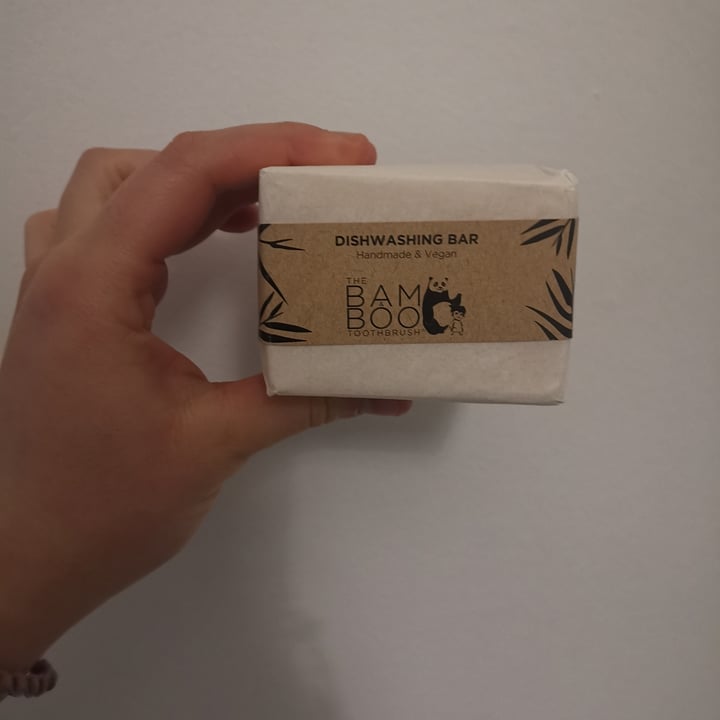 DISHWASHING BAR
Handmade & Vegan
THE
BAM
&
BOO
TOOTHBRUSH